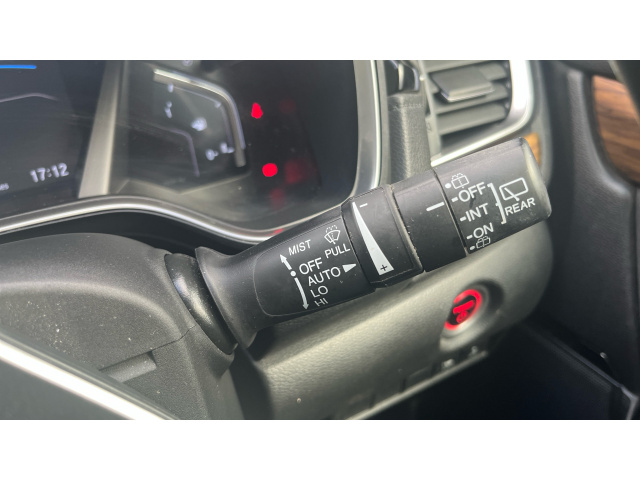 17:12
MIST
PULL
OFF
AUTO
LO
HI
-
+
OFF
INT
ON
REAR